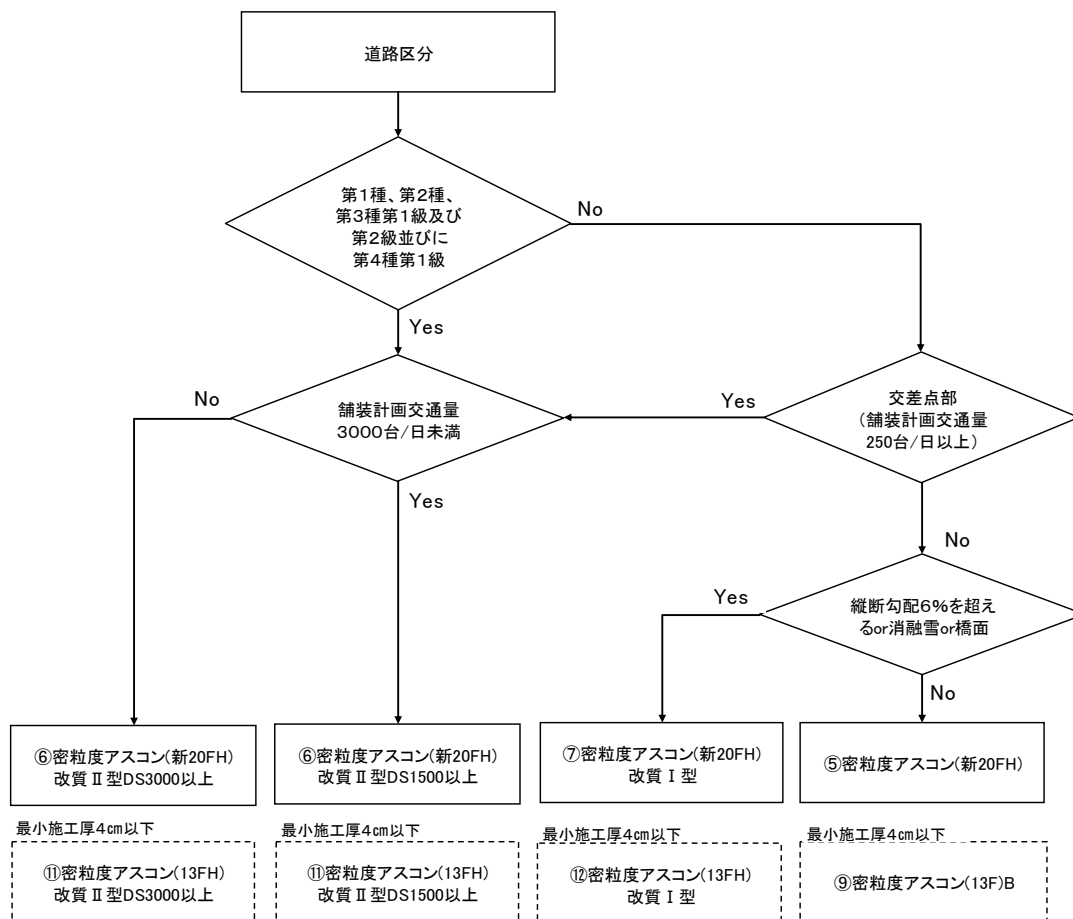 道路区分
第1種、第2種、
第3種第1級及び
第2級並びに
第4種第1級
No
Yes
舗装計画交通量
3000台/日未満
No
Yes
交差点部
(舗装計画交通量
250台/日以上)
Yes
No
縦断勾配6%を超え
るor消融雪or橋面
Yes
No
⑥密粒度アスコン(新20FH)
改質Ⅱ型DS3000以上
⑥密粒度アスコン(新20FH)
改質Ⅱ型DS1500以上
⑦密粒度アスコン(新20FH)
改質Ⅰ型
⑤密粒度アスコン(新20FH)
最小施工厚4㎝以下
最小施工厚4㎝以下
最小施工厚4㎝以下
最小施工厚4㎝以下
⑪密粒度アスコン(13FH)
改質Ⅱ型DS3000以上
⑪密粒度アスコン(13FH)
改質Ⅱ型DS1500以上
⑫密粒度アスコン(13FH)
改質Ⅰ型
⑨密粒度アスコン(13F)B